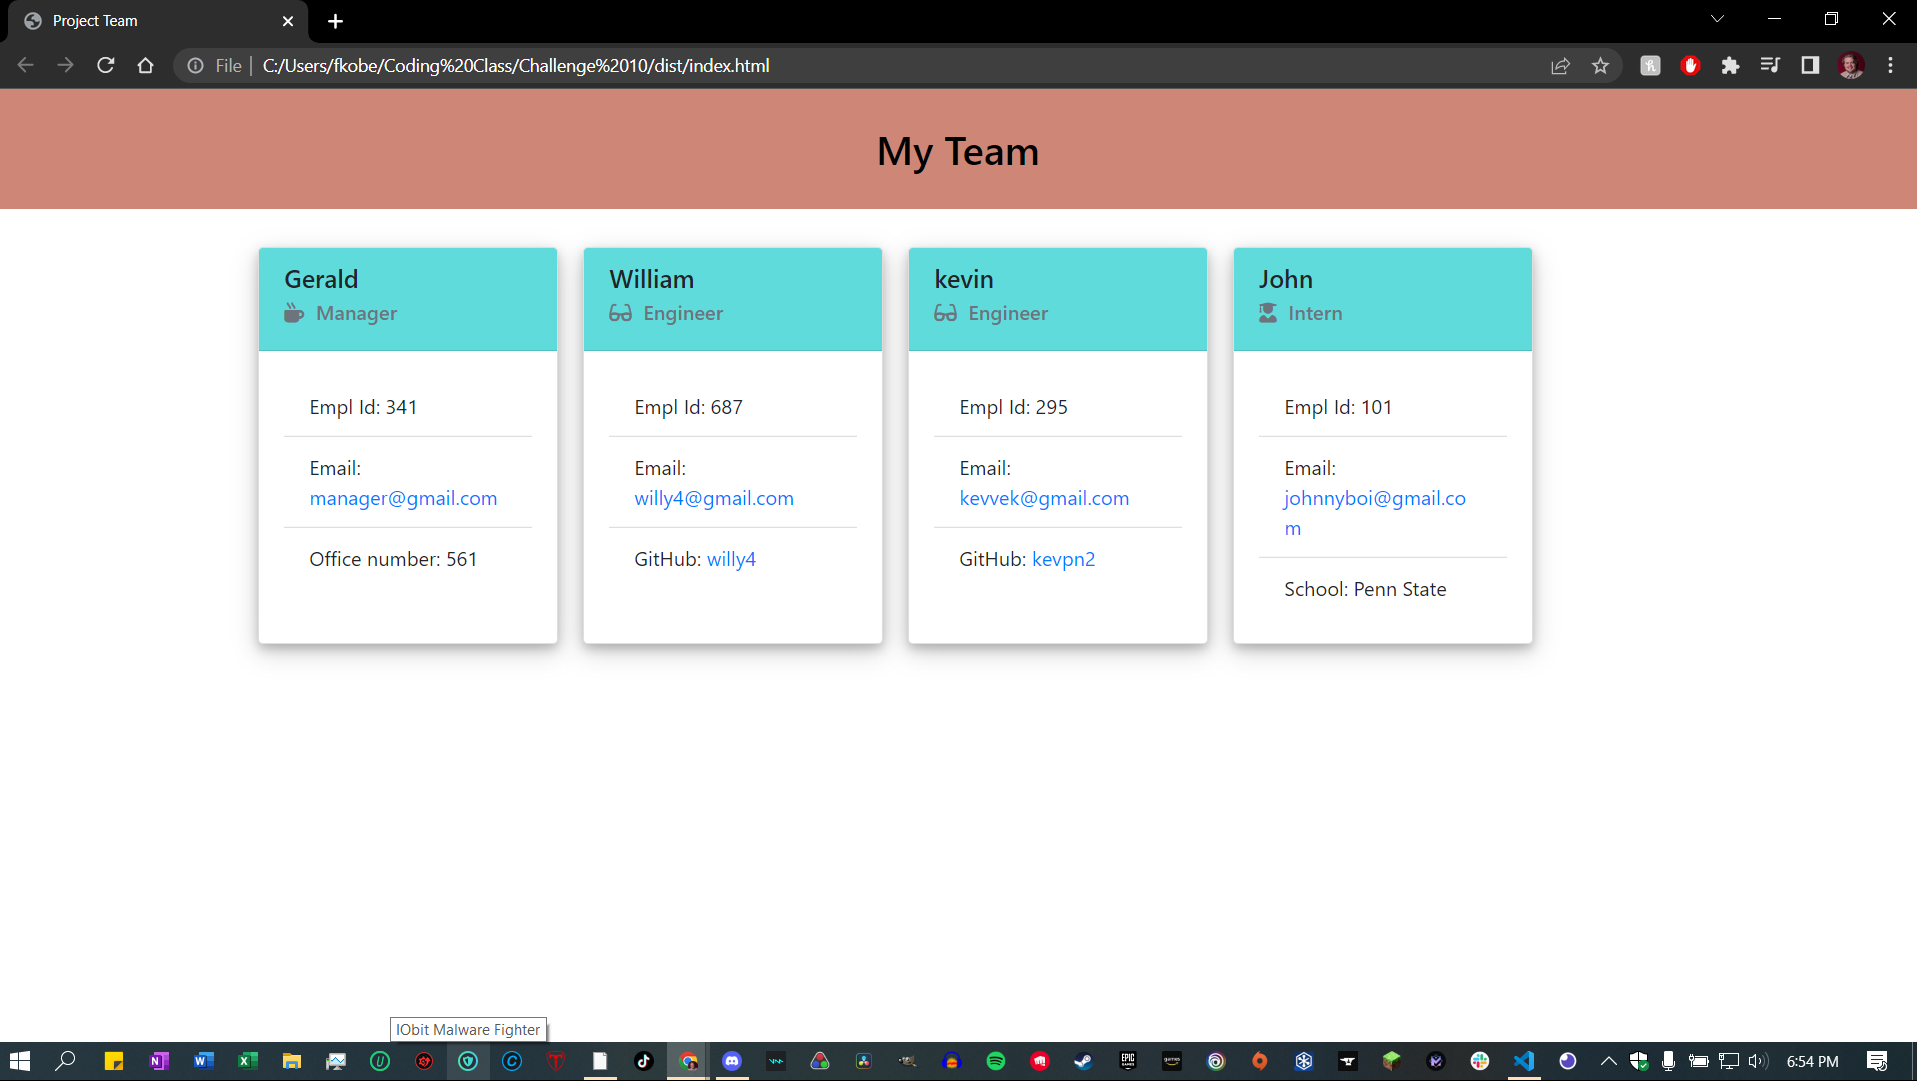 Project Team
File
C:/Users/fkobe/Coding%20Class/Challenge%2010/dist/index.html
My Team
Gerald
Manager
Empl Id: 341
Email:
manager@gmail.com
Office number: 561
William
Engineer
Empl Id: 687
Email:
willy4@gmail.com
GitHub: willy4
kevin
Engineer
Empl Id: 295
Email:
kevvek@gmail.com
GitHub: kevpn2
John
Intern
Empl Id: 101
Email:
johnnyboi@gmail.co
m
School: Penn State
IObit Malware Fighter
6:54 PM